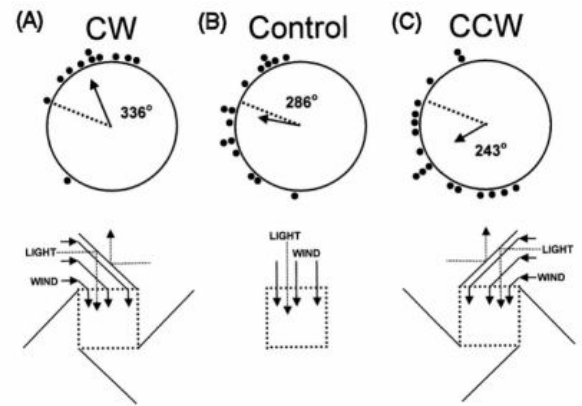 (A) CW
(B) Control
(C) CCW
336°
286°
243°
LIGHT
WIND
LIGHT
WIND
LIGHT
WIND